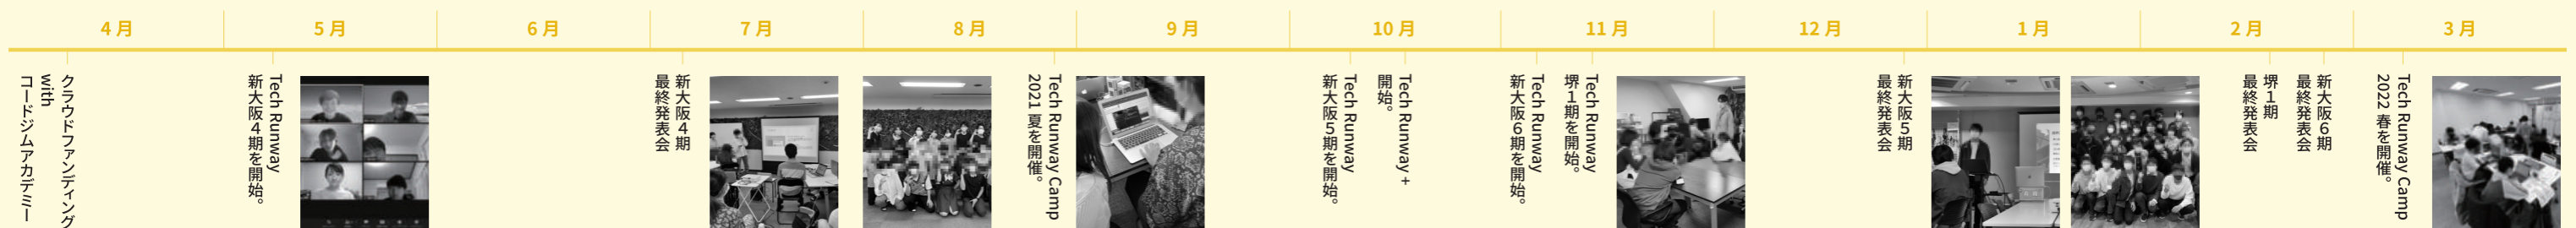 4月
5月
6月
7月
8月
9月
10月
11月
12月
1月
2月
3月
クラウドファンディング
with
コードジムアカデミー
Tech Runway
新大阪4期を開始。
新大阪4期
最終発表会
Tech Runway Camp
2021 夏を開催。
Tech Runway
新大阪5期を開始。
Tech Runway +
開始。
Tech Runway
新大阪6期を開始。
Tech Runway
堺1期を開始。
新大阪5期
最終発表会
堺1期
最終発表会
新大阪6期
最終発表会
Tech Runway Camp
2022 春を開催。